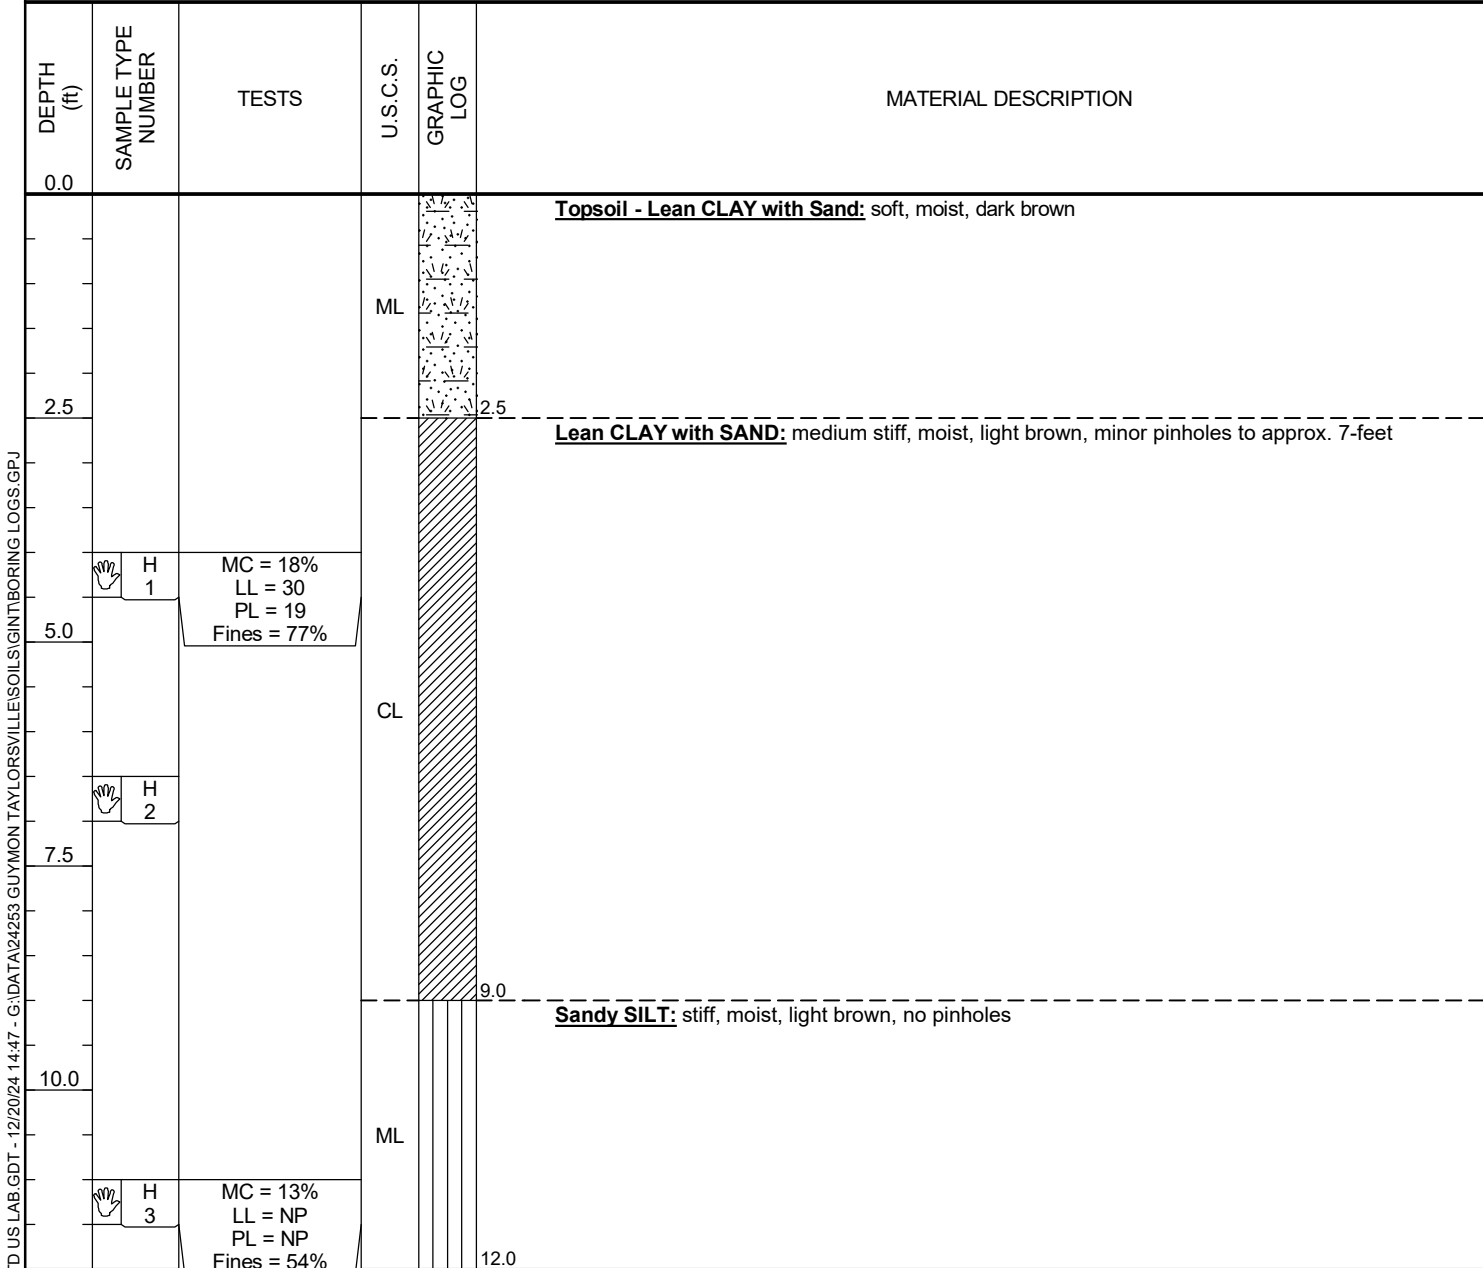 DEPTH
(ft)
SAMPLE TYPE
NUMBER
TESTS
U.S.C.S.
GRAPHIC
LOG
MATERIAL DESCRIPTION
0.0
Topsoil - Lean CLAY with Sand: soft, moist, dark brown
ML
2.5
2.5
Lean CLAY with SAND: medium stiff, moist, light brown, minor pinholes to approx. 7-feet
H
1
MC = 18%
LL = 30
PL = 19
Fines = 77%
5.0
CL
H
2
7.5
9.0
Sandy SILT: stiff, moist, light brown, no pinholes
10.0
ML
H
3
MC = 13%
LL = NP
PL = NP
Fines = 54%
12.0
US LAB.GDT - 12/20/24 14:47 - G:\DATA\24253 GUYMON TAYLORSVILLE\SOILS\GINT\BORING LOGS.GPJ